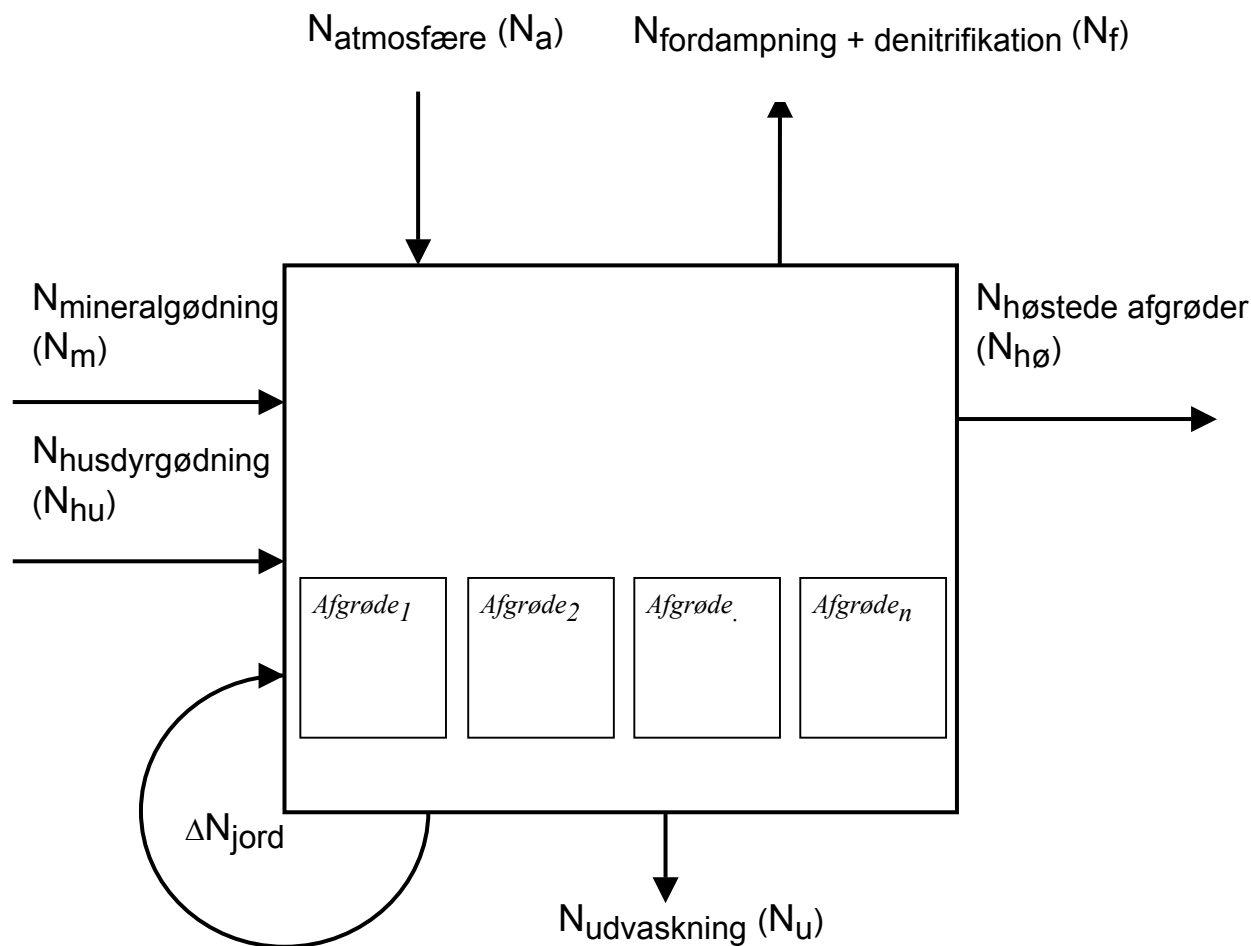 Natmosfære (Na)
Nfordampning + denitrifikation (Nf)
Nmineralgødning
(Nm)
Nhøstede afgrøder
(Nhø)
Nhusdyrgødning
(Nhu)
Afgrøde1
Afgrøde2
Afgrøde.
Afgrøden
ΔNjord
Nudvaskning (Nu)